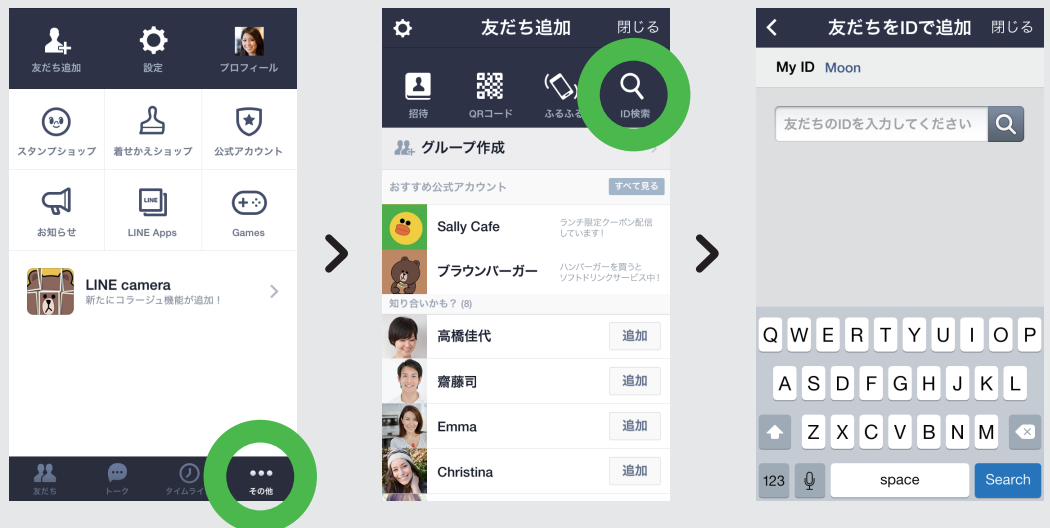 友だち追加
設定
プロフィール
スタンプショップ
着せかえショップ
公式アカウント
お知らせ
LINE
LINE Apps
Games
LINE camera
新たにコラージュ機能が追加！
友だち
トーク
タイムライ
その他
友だち追加
閉じる
招待
QRコード
ふるふる
ID検索
グループ作成
おすすめ公式アカウント
すべて見る
Sally Cafe
ランチ限定クーポン配信
しています！
ブラウンバーガー
ハンバーガーを買うと
ソフトドリンクサービス中！
知り合いかも？ (8)
高橋佳代
追加
齋藤司
追加
Emma
追加
Christina
追加
友だちをIDで追加
閉じる
My ID Moon
友だちのIDを入力してください
Q W E R T Y U I O P
A S D F G H J K L
Z X C V B N M
123
space
Search